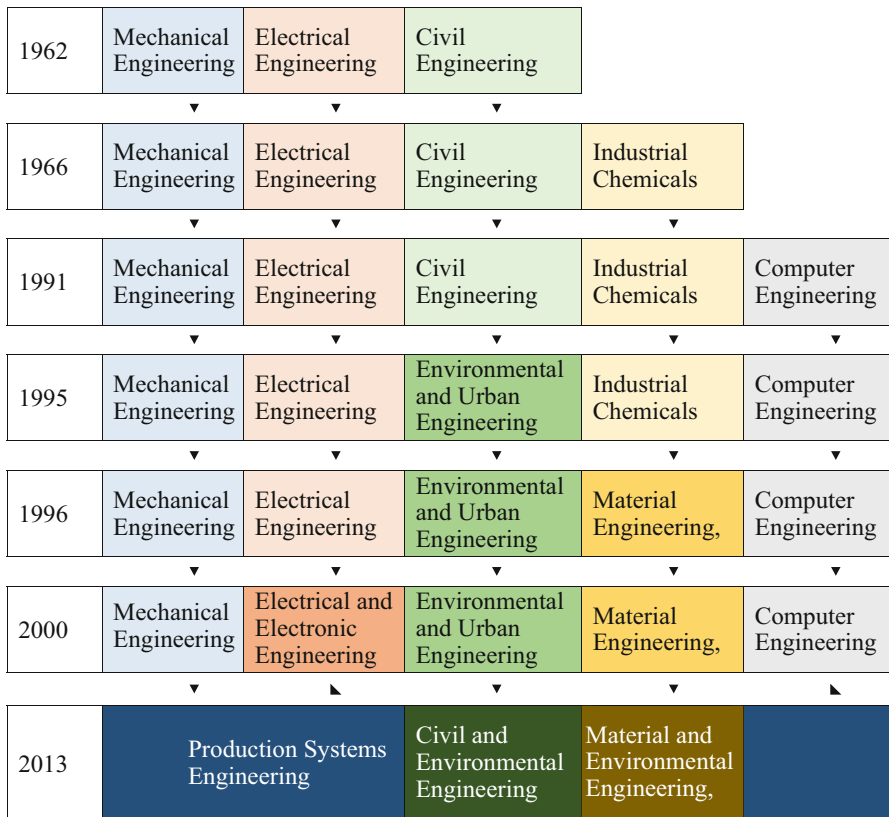 1962
Mechanical
Engineering
Electrical
Engineering
Civil
Engineering
1966
Mechanical
Engineering
Electrical
Engineering
Civil
Engineering
Industrial
Chemicals
1991
Mechanical
Engineering
Electrical
Engineering
Civil
Engineering
Industrial
Chemicals
Computer
Engineering
1995
Mechanical
Engineering
Electrical
Engineering
Environmental
and Urban
Engineering
Industrial
Chemicals
Computer
Engineering
1996
Mechanical
Engineering
Electrical
Engineering
Environmental
and Urban
Engineering
Material
Engineering,
Computer
Engineering
2000
Mechanical
Engineering
Electrical and
Electronic
Engineering
Environmental
and Urban
Engineering
Material
Engineering,
Computer
Engineering
2013
Production Systems
Engineering
Civil and
Environmental
Engineering
Material and
Environmental
Engineering,